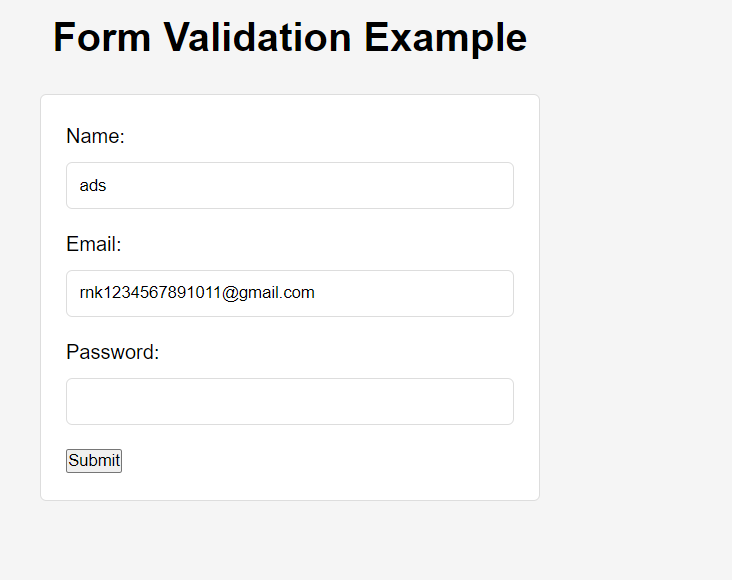 Form Validation Example
Name:
ads
Email:
rnk1234567891011@gmail.com
Password:
Submit